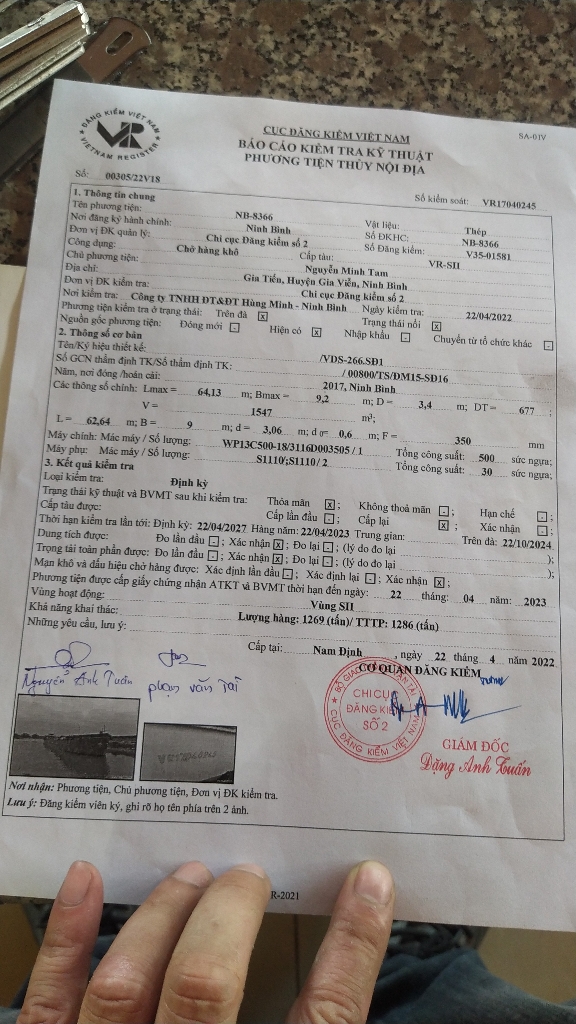 ĐĂNG KIỂM VIỆT NAM
VR
VIETNAM REGISTER
SA-01V
CỤC ĐĂNG KIỂM VIỆT NAM
BÁO CÁO KIỂM TRA KỸ THUẬT
PHƯƠNG TIỆN THỦY NỘI ĐỊA
Số: 00305/22V18
Số kiểm soát: VR17040245
1. Thông tin chung
Tên phương tiện: NB-8366 Vật liệu: Thép
Nơi đăng ký hành chính: Ninh Bình Số ĐKHC: NB-8366
Đơn vị ĐK quản lý: Chi cục Đăng kiểm số 2 Số Đăng kiểm: V35-01581
Công dụng: Chở hàng khô Cấp tàu: VR-SII
Chủ phương tiện: Nguyễn Minh Tam
Địa chỉ: Gia Tiến, Huyện Gia Viễn, Ninh Bình
Đơn vị ĐK kiểm tra: Chi cục Đăng kiểm số 2
Nơi kiểm tra: Công ty TNHH ĐT&ĐT Hùng Minh - Ninh Bình Ngày kiểm tra: 22/04/2022
Phương tiện kiểm tra ở trạng thái: Trên đà x Trạng thái nổi x
Nguồn gốc phương tiện: Đóng mới - Hiện có x Nhập khẩu - Chuyển từ tổ chức khác -
2. Thông số cơ bản
Tên/Ký hiệu thiết kế: /VDS-266.SĐ1
Số GCN thẩm định TK/Số thẩm định TK: / 00800/TS/ĐM15-SĐ16
Năm, nơi đóng /hoán cải: 2017, Ninh Bình
Các thông số chính: Lmax = 64,13 m; Bmax = 9,2 m; D = 3,4 m; DT= 677 ;
V = 1547 m³;
L = 62,64 m; B = 9 m; d = 3,06 m; d₀= 0,6 m; F = 350 mm
Máy chính: Mác máy / Số lượng: WP13C500-18/3116D003505 / 1 Tổng công suất: 500 sức ngựa;
Máy phụ: Mác máy / Số lượng: S1110/;S1110/ 2 Tổng công suất: 30 sức ngựa;
3. Kết quả kiểm tra
Loại kiểm tra: Định kỳ
Trạng thái kỹ thuật và BVMT sau khi kiểm tra: Thỏa mãn x ; Không thoả mãn - ; Hạn chế - ;
Cấp tàu được: Cấp lần đầu - ; Cấp lại x ; Xác nhận - ;
Thời hạn kiểm tra lần tới: Định kỳ: 22/04/2027 Hàng năm: 22/04/2023 Trung gian: Trên đà: 22/10/2024
Dung tích được: Đo lần đầu - ; Xác nhận x ; Đo lại - ; (lý do đo lại );
Trọng tải toàn phần được: Đo lần đầu - ; Xác nhận x ; Đo lại - ; (lý do đo lại );
Mạn khô và dấu hiệu chở hàng được: Xác định lần đầu - ; Xác định lại - ; Xác nhận x ;
Phương tiện được cấp giấy chứng nhận ATKT và BVMT thời hạn đến ngày: 22 tháng: 04 năm: 2023
Vùng hoạt động: Vùng SII
Khả năng khai thác: Lượng hàng: 1269 (tấn)/ TTTP: 1286 (tấn)
Những yêu cầu, lưu ý:
Cấp tại: Nam Định , ngày 22 tháng 4 năm 2022
CƠ QUAN ĐĂNG KIỂM
Nguyễn Anh Tuấn
phạm văn Tài
CHI CỤC
ĐĂNG KIỂM
SỐ 2
CỤC ĐĂNG KIỂM VIỆT NAM
GIÁM ĐỐC
Đặng Anh Tuấn
Nơi nhận: Phương tiện, Chủ phương tiện, Đơn vị ĐK kiểm tra.
Lưu ý: Đăng kiểm viên ký, ghi rõ họ tên phía trên 2 ảnh.
R-2021